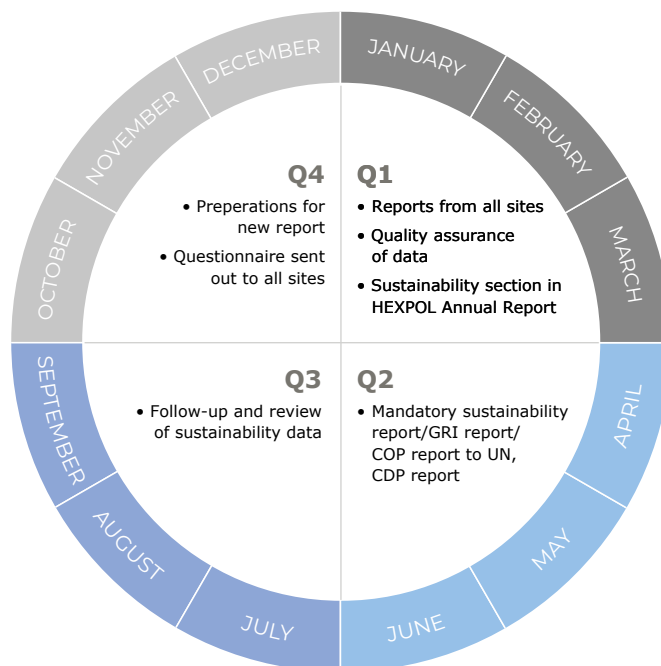 JANUARY
FEBRUARY
MARCH
APRIL
MAY
JUNE
JULY
AUGUST
SEPTEMBER
OCTOBER
NOVEMBER
DECEMBER
Q1
• Reports from all sites
• Quality assurance
of data
• Sustainability section in
HEXPOL Annual Report
Q2
• Mandatory sustainability
report/GRI report/
COP report to UN,
CDP report
Q3
• Follow-up and review
of sustainability data
Q4
• Preperations for
new report
• Questionnaire sent
out to all sites